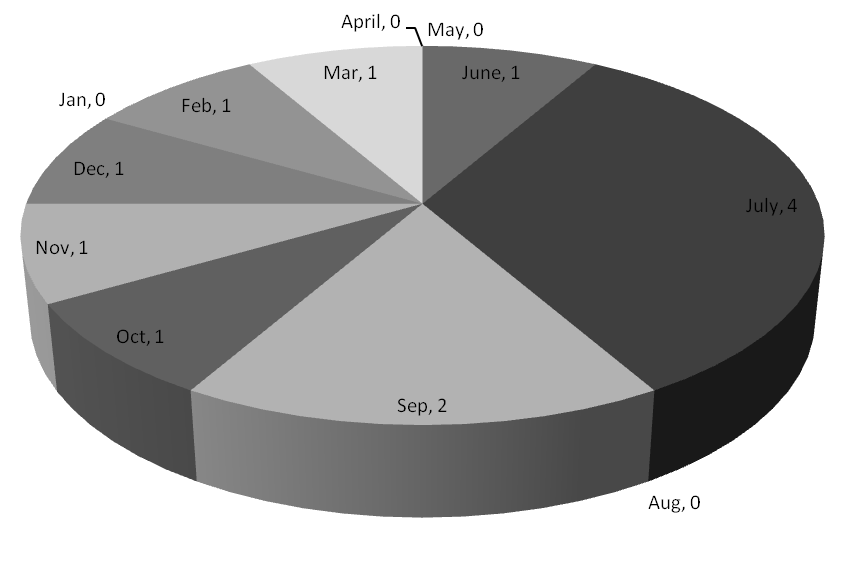 April, 0
May, 0
Mar, 1
June, 1
Jan, 0
Feb, 1
Dec, 1
July, 4
Nov, 1
Oct, 1
Sep, 2
Aug, 0